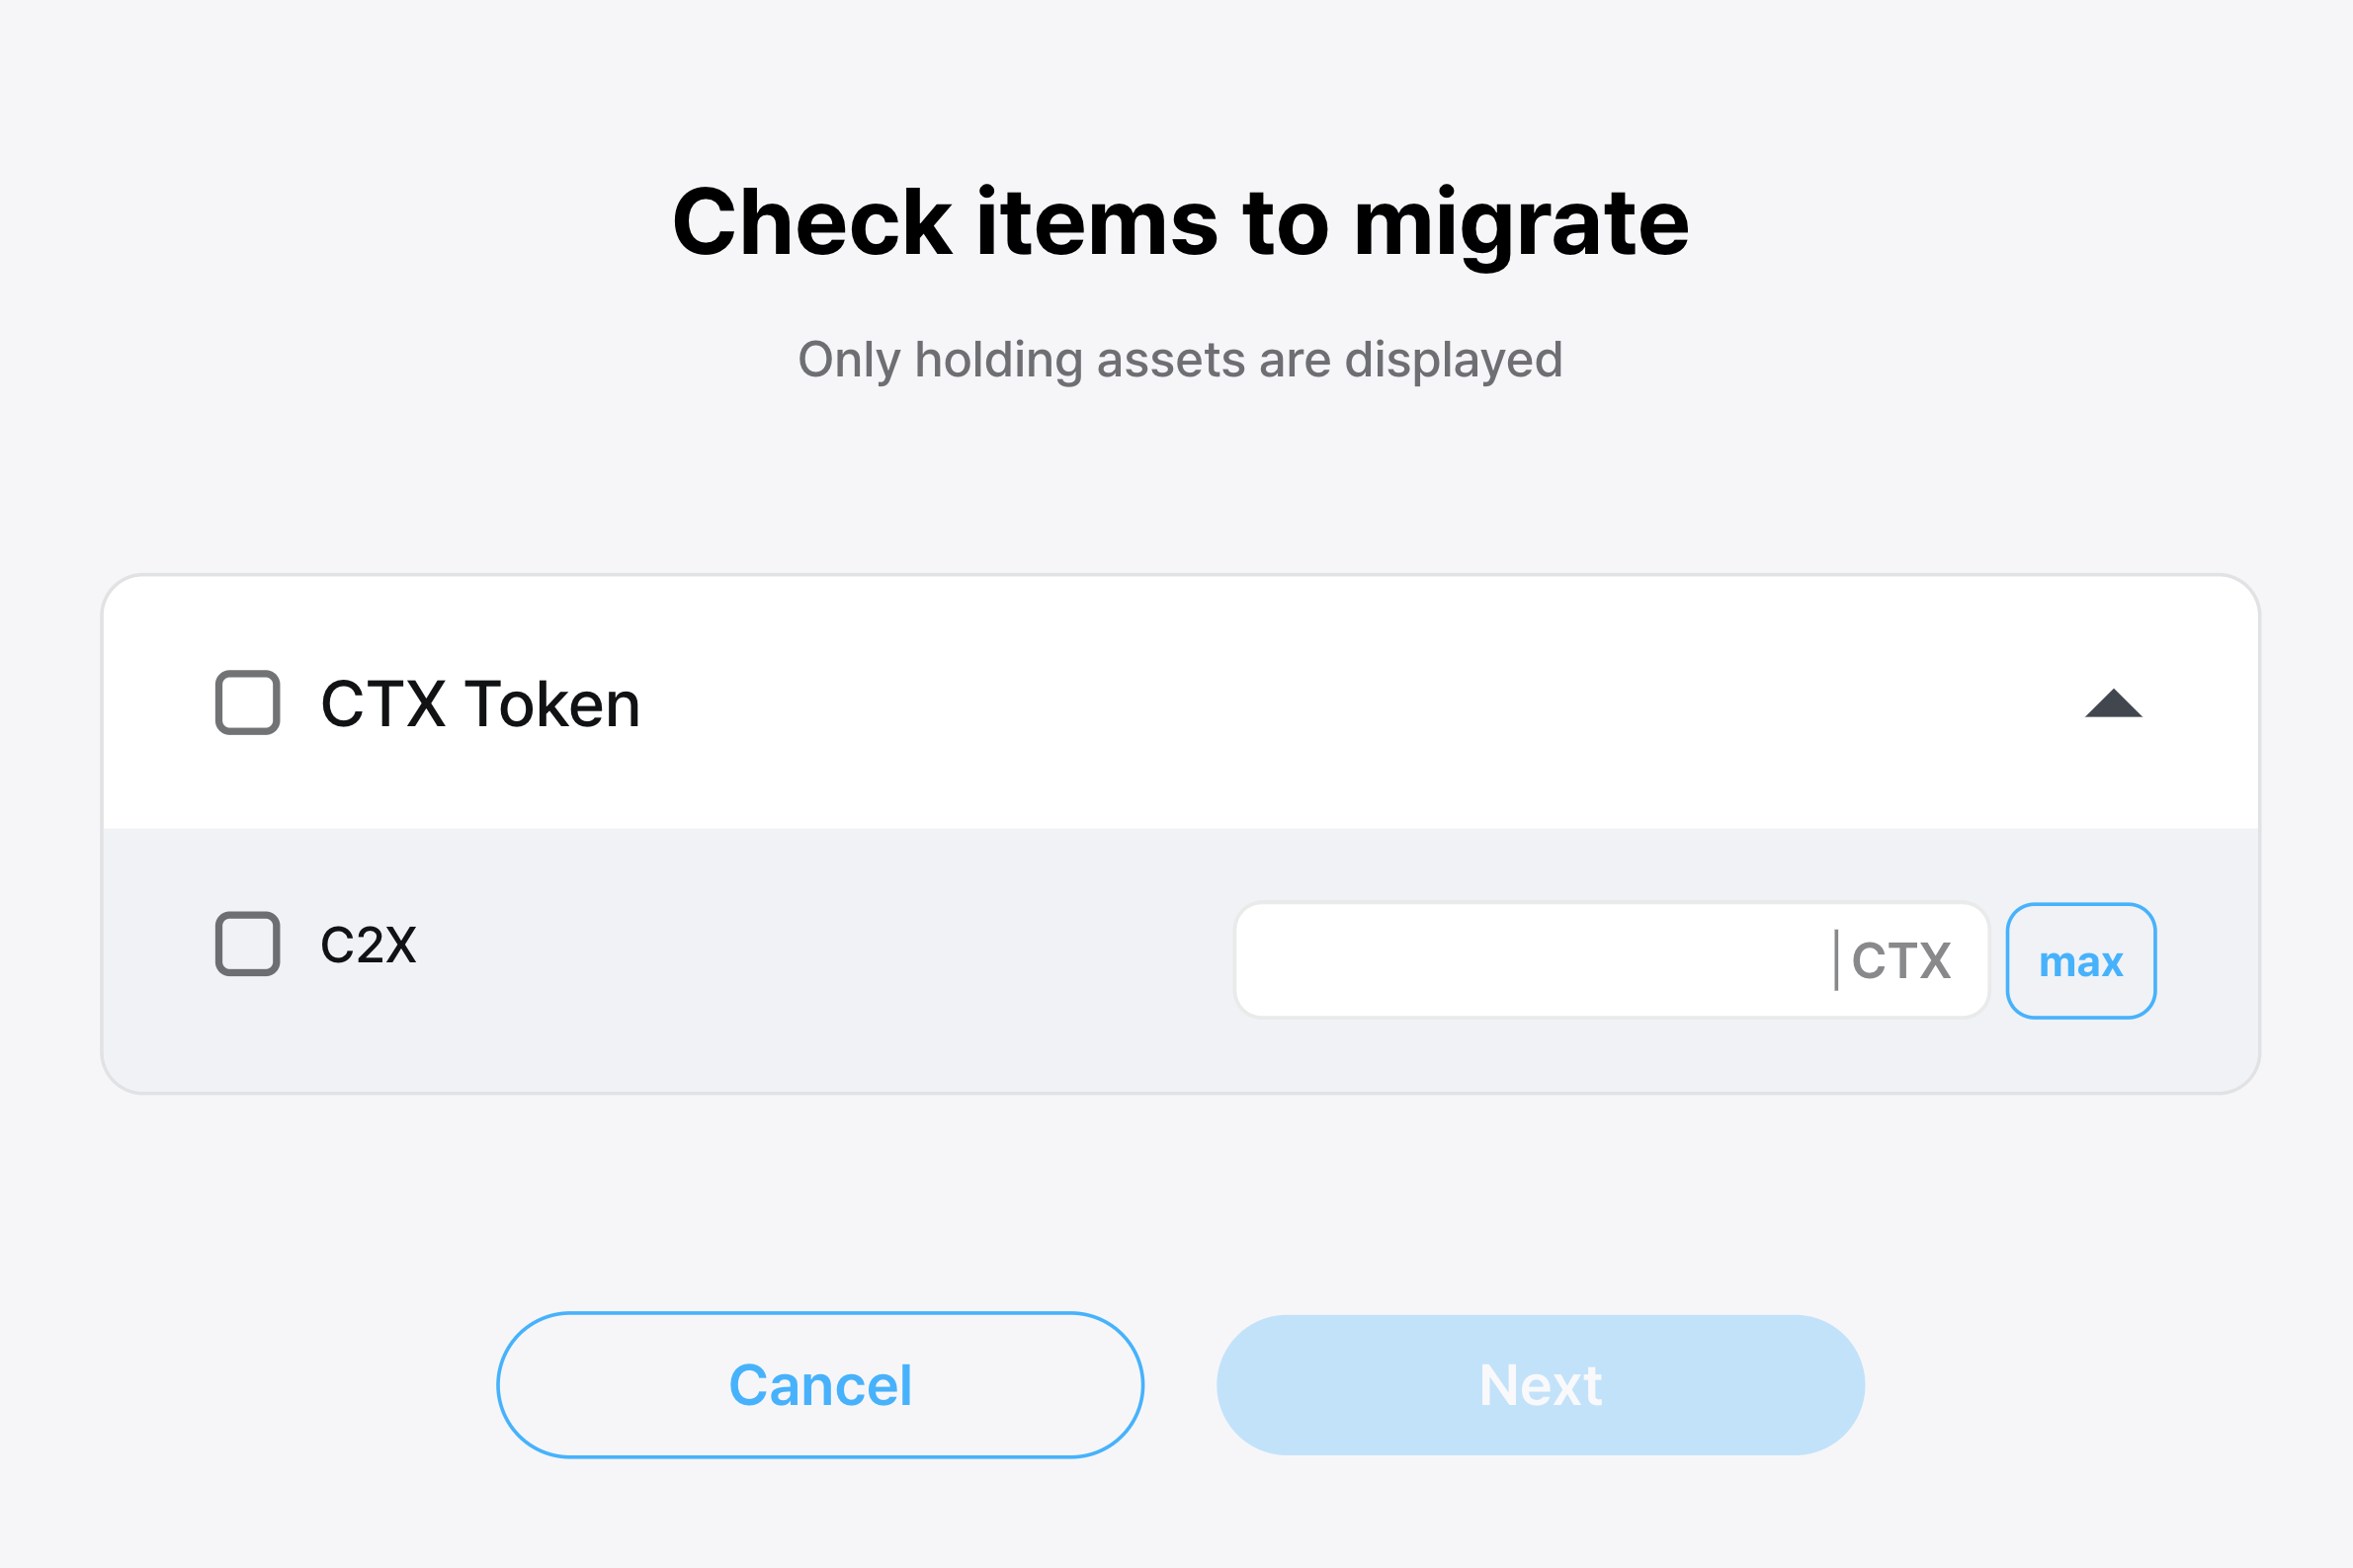 Check items to migrate
Only holding assets are displayed
CTX Token
C2X
CTX
max
Cancel
Next